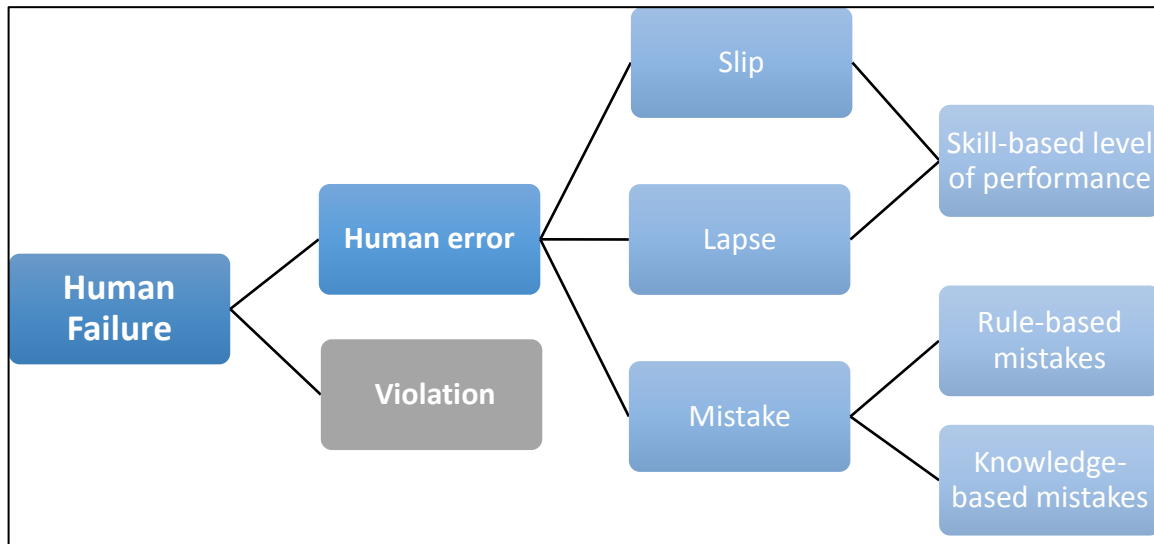 Human
Failure
Human error
Violation
Slip
Lapse
Mistake
Skill-based level
of performance
Rule-based
mistakes
Knowledge-
based mistakes